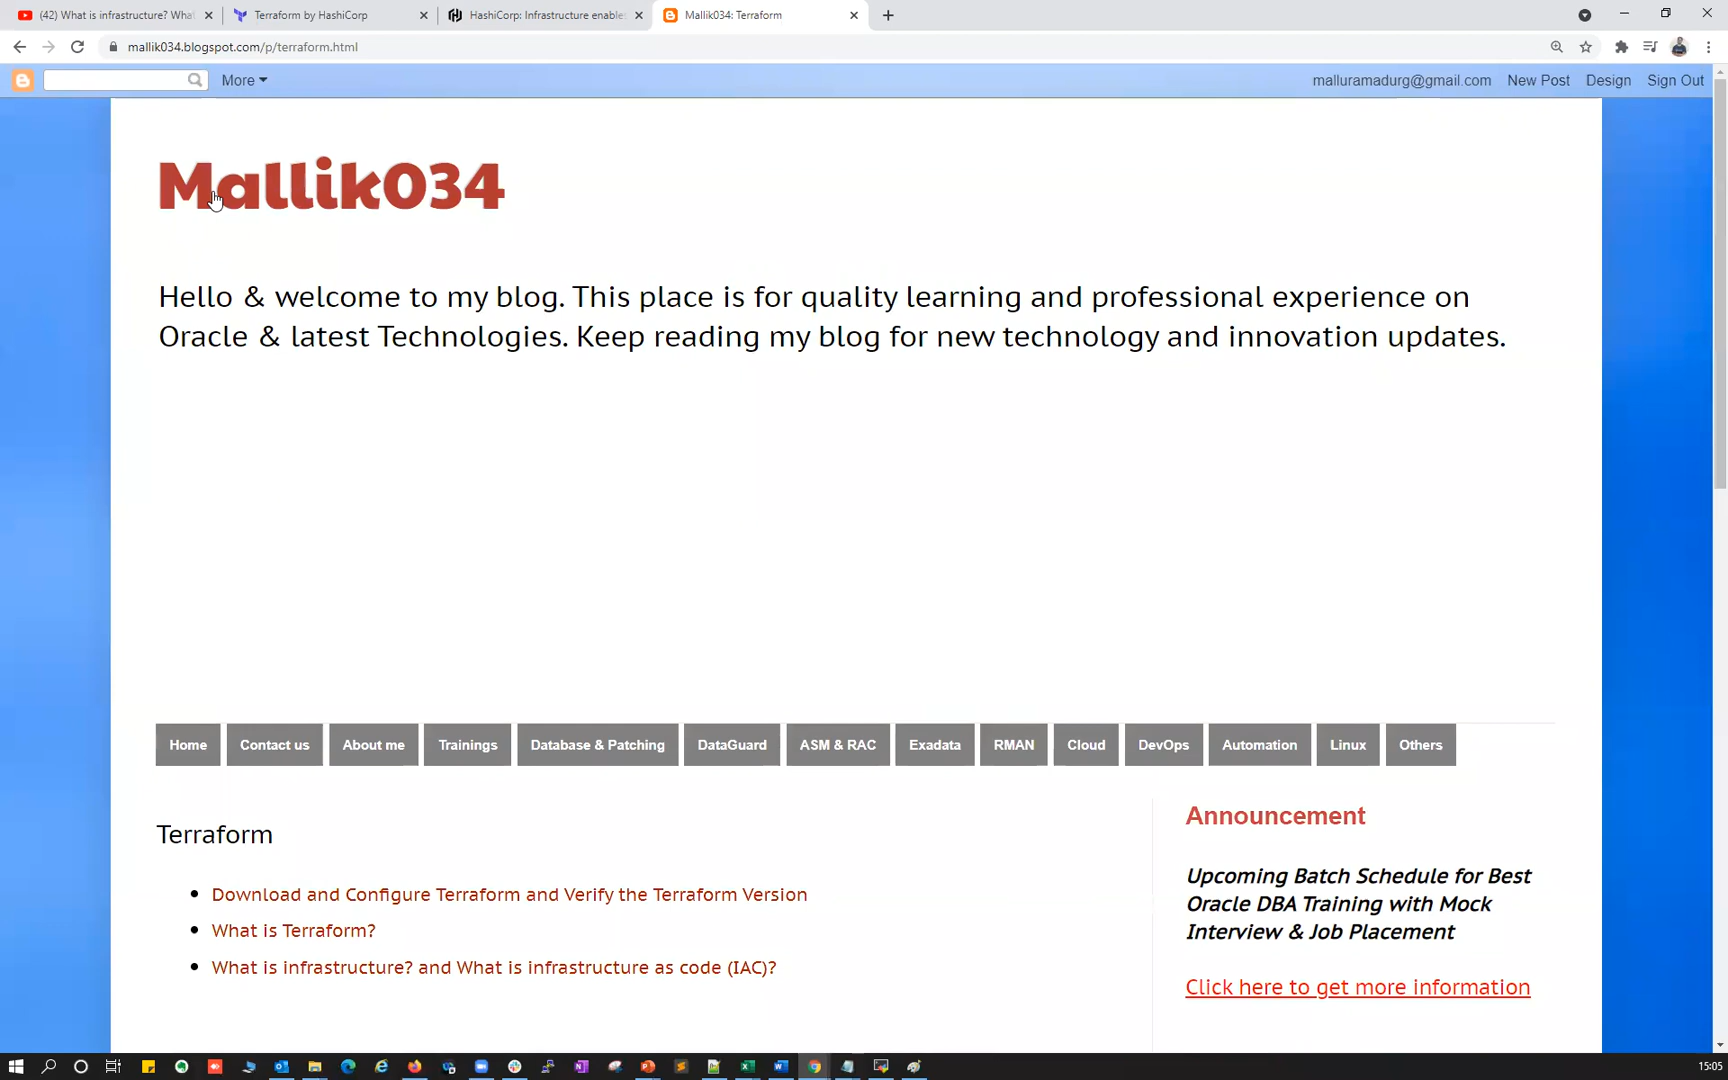 (42) What is infrastructure? Wha
Terraform by HashiCorp
HashiCorp: Infrastructure enable
Mallik034: Terraform
mallik034.blogspot.com/p/terraform.html
More
malluramadurg@gmail.com
New Post
Design
Sign Out
Mallik034
Hello & welcome to my blog. This place is for quality learning and professional experience on
Oracle & latest Technologies. Keep reading my blog for new technology and innovation updates.
Home
Contact us
About me
Trainings
Database & Patching
DataGuard
ASM & RAC
Exadata
RMAN
Cloud
DevOps
Automation
Linux
Others
Terraform
Download and Configure Terraform and Verify the Terraform Version
What is Terraform?
What is infrastructure? and What is infrastructure as code (IAC)?
Announcement
Upcoming Batch Schedule for Best
Oracle DBA Training with Mock
Interview & Job Placement
Click here to get more information
15:05